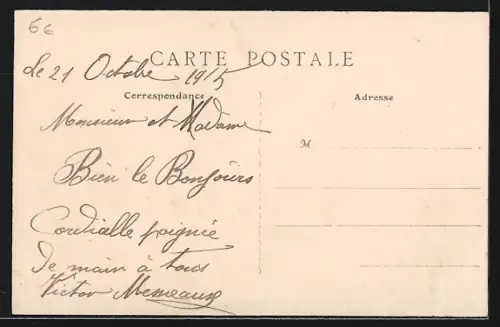 66
CARTE POSTALE
Le 21 Octobre 1915
Correspondance
Adresse
Monsieur et Madame
M
Bien le Bonjours
Cordialle poignée
De main à tous
Victor